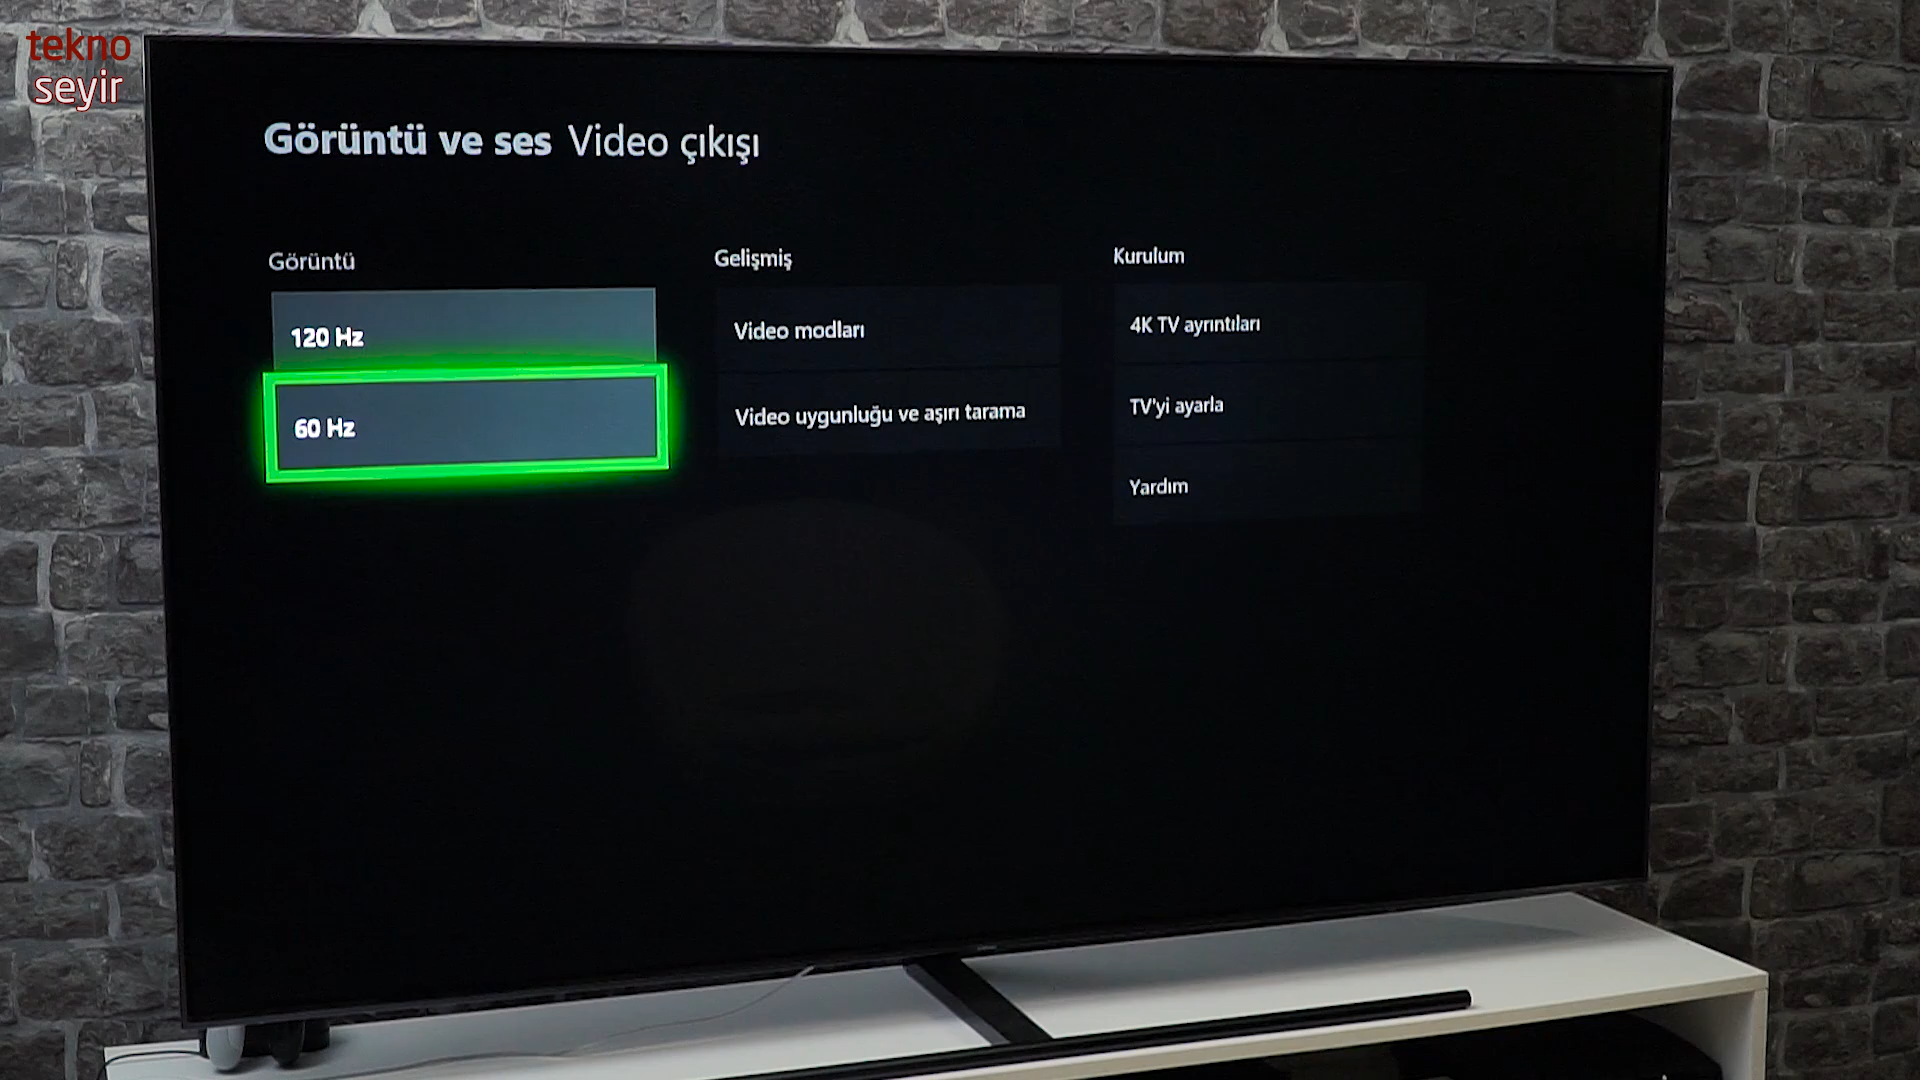 tekno
seyir
Görüntü ve ses Video çıkışı
Görüntü
120 Hz
60 Hz
Gelişmiş
Video modları
Video uygunluğu ve aşırı tarama
Kurulum
4K TV ayrıntıları
TV'yi ayarla
Yardım